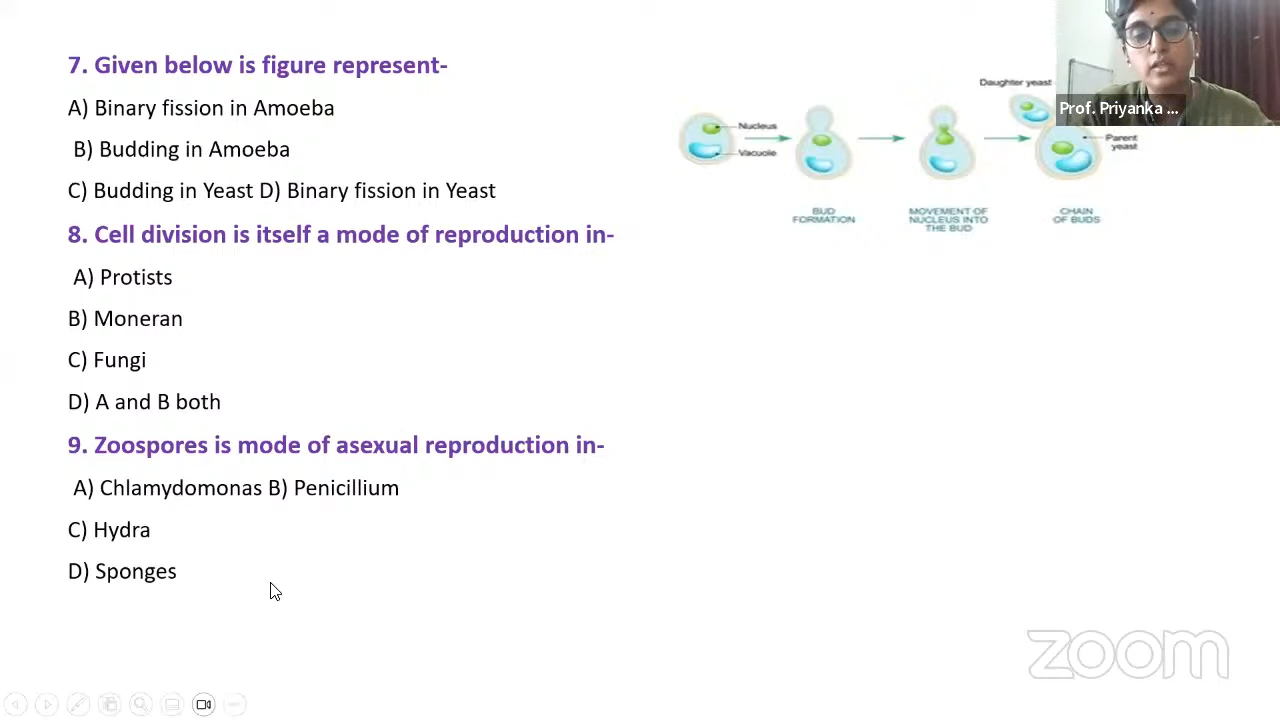 7. Given below is figure represent-
A) Binary fission in Amoeba
B) Budding in Amoeba
C) Budding in Yeast D) Binary fission in Yeast
8. Cell division is itself a mode of reproduction in-
A) Protists
B) Moneran
C) Fungi
D) A and B both
9. Zoospores is mode of asexual reproduction in-
A) Chlamydomonas B) Penicillium
C) Hydra
D) Sponges
Nucleus
Vacuole
BUD
FORMATION
MOVEMENT OF
NUCLEUS INTO
THE BUD
Daughter yeast
Parent
yeast
CHAIN
OF BUDS
Prof. Priyanka ...
zoom